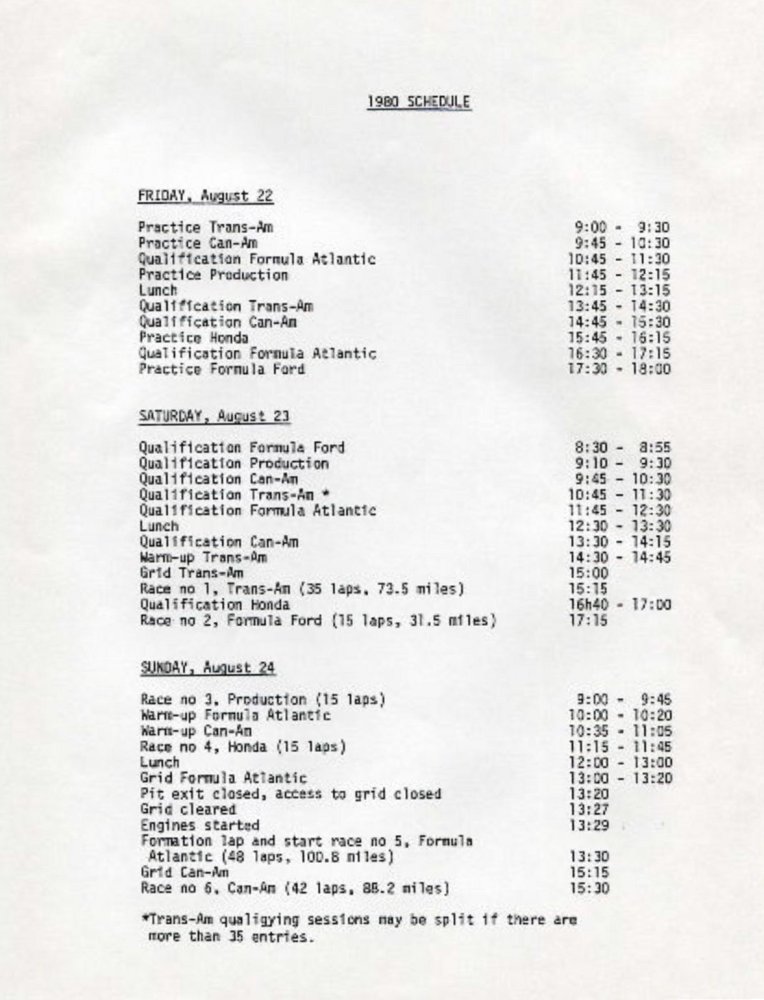 1980 SCHEDULE
FRIDAY, August 22
Practice Trans-Am 9:00 - 9:30
Practice Can-Am 9:45 - 10:30
Qualification Formula Atlantic 10:45 - 11:30
Practice Production 11:45 - 12:15
Lunch 12:15 - 13:15
Qualification Trans-Am 13:45 - 14:30
Qualification Can-Am 14:45 - 15:30
Practice Honda 15:45 - 16:15
Qualification Formula Atlantic 16:30 - 17:15
Practice Formula Ford 17:30 - 18:00
SATURDAY, August 23
Qualification Formula Ford 8:30 - 8:55
Qualification Production 9:10 - 9:30
Qualification Can-Am 9:45 - 10:30
Qualification Trans-Am * 10:45 - 11:30
Qualification Formula Atlantic 11:45 - 12:30
Lunch 12:30 - 13:30
Qualification Can-Am 13:30 - 14:15
Warm-up Trans-Am 14:30 - 14:45
Grid Trans-Am 15:00
Race no 1, Trans-Am (35 laps, 73.5 miles) 15:15
Qualification Honda 16h40 - 17:00
Race no 2, Formula Ford (15 laps, 31.5 miles) 17:15
SUNDAY, August 24
Race no 3, Production (15 laps) 9:00 - 9:45
Warm-up Formula Atlantic 10:00 - 10:20
Warm-up Can-Am 10:35 - 11:05
Race no 4, Honda (15 laps) 11:15 - 11:45
Lunch 12:00 - 13:00
Grid Formula Atlantic 13:00 - 13:20
Pit exit closed, access to grid closed 13:20
Grid cleared 13:27
Engines started 13:29
Formation lap and start race no 5, Formula
Atlantic (48 laps, 100.8 miles) 13:30
Grid Can-Am 15:15
Race no 6, Can-Am (42 laps, 88.2 miles) 15:30
*Trans-Am qualigying sessions may be split if there are
more than 35 entries.